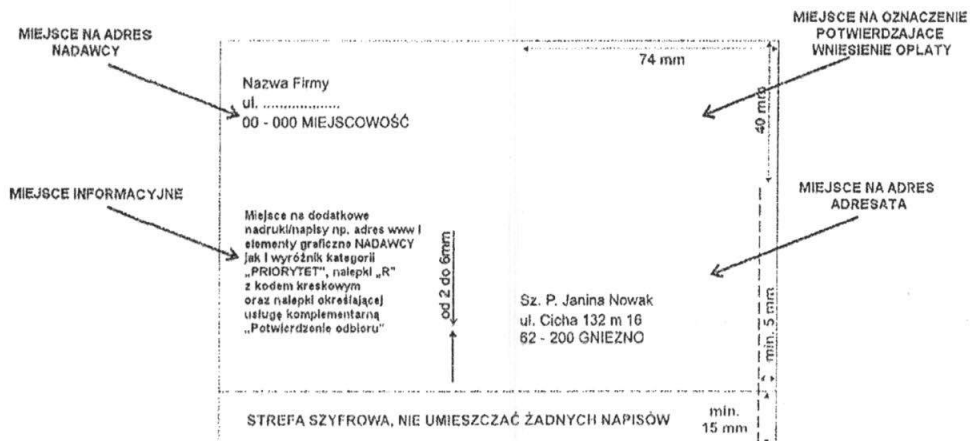 MIEJSCE NA ADRES
NADAWCY
MIEJSCE NA OZNACZENIE
POTWIERDZAJACE
WNIESIENIE OPLATY
74 mm
40 mm
Nazwa Firmy
ul. ....................
00 - 000 MIEJSCOWOŚĆ
MIEJSCE INFORMACYJNE
MIEJSCE NA ADRES
ADRESATA
Miejsce na dodatkowe
nadruki/napisy np. adres www i
elementy graficzne NADAWCY
jak i wyróżnik kategorii
„PRIORYTET”, nalepki „R”
z kodem kreskowym
oraz nalepki określającej
usługę komplementarną
„Potwierdzenie odbioru”
od 2 do 6mm
Sz. P. Janina Nowak
ul. Cicha 132 m 16
62 - 200 GNIEZNO
min. 5 mm
STREFA SZYFROWA, NIE UMIESZCZAĆ ŻADNYCH NAPISÓW
min.
15 mm